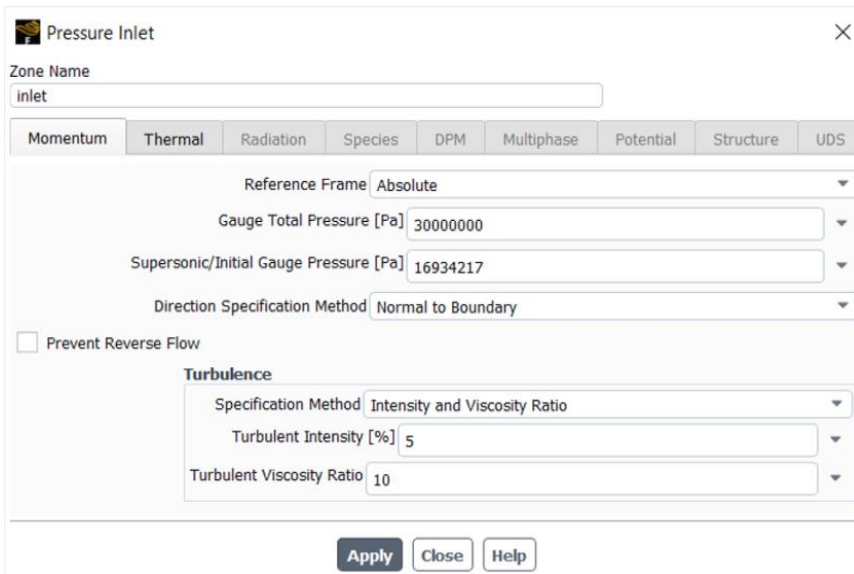 Pressure Inlet
Zone Name
inlet
Momentum Thermal Radiation Species DPM Multiphase Potential Structure UDS
Reference Frame Absolute
Gauge Total Pressure [Pa] 30000000
Supersonic/Initial Gauge Pressure [Pa] 16934217
Direction Specification Method Normal to Boundary
Prevent Reverse Flow
Turbulence
Specification Method Intensity and Viscosity Ratio
Turbulent Intensity [%] 5
Turbulent Viscosity Ratio 10
Apply Close Help